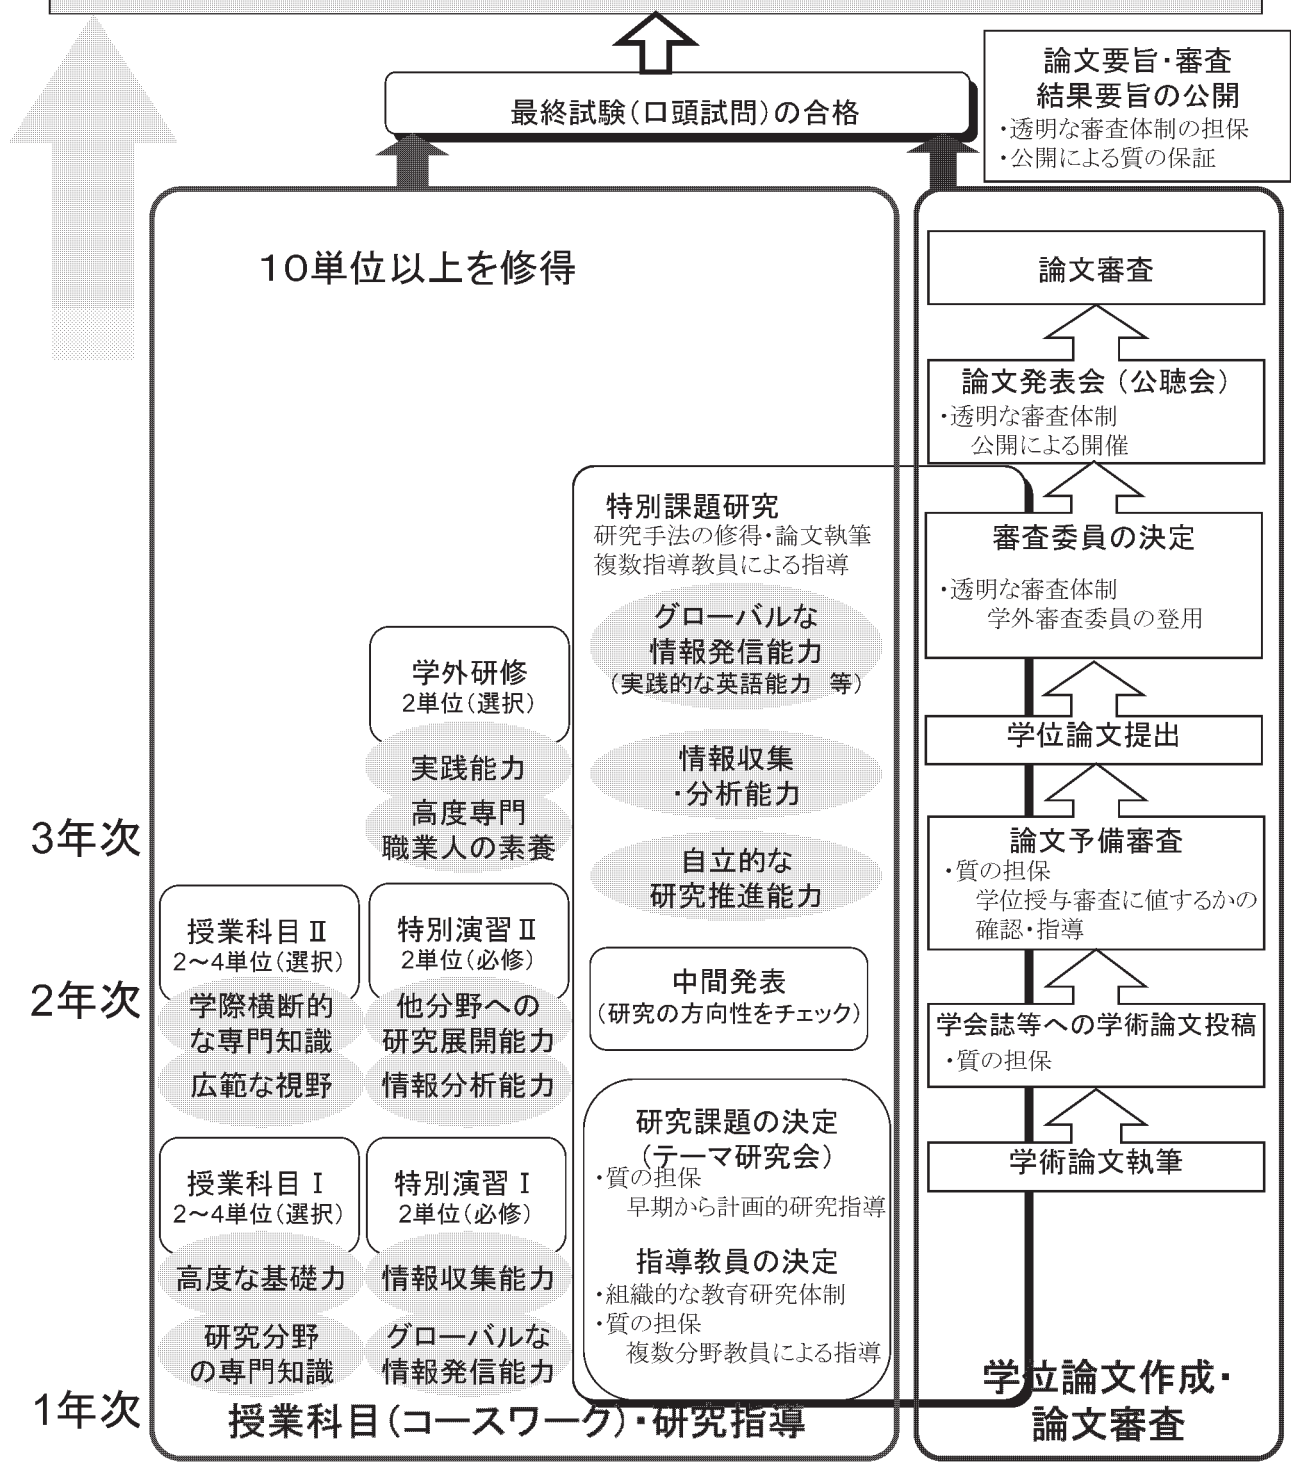 論文要旨・審査
結果要旨の公開
・透明な審査体制の担保
・公開による質の保証
最終試験(口頭試問)の合格
10単位以上を修得
論文審査
論文発表会(公聴会)
・透明な審査体制
公開による開催
審査委員の決定
・透明な審査体制
学外審査委員の登用
学位論文提出
論文予備審査
・質の担保
学位授与審査に値するかの
確認・指導
学会誌等への学術論文投稿
・質の担保
学術論文執筆
学位論文作成・
論文審査
特別課題研究
研究手法の修得・論文執筆
複数指導教員による指導
グローバルな
情報発信能力
(実践的な英語能力 等)
情報収集
・分析能力
自立的な
研究推進能力
中間発表
(研究の方向性をチェック)
研究課題の決定
(テーマ研究会)
・質の担保
早期から計画的研究指導
指導教員の決定
・組織的な教育研究体制
・質の担保
複数分野教員による指導
学外研修
2単位(選択)
実践能力
高度専門
職業人の素養
3年次
授業科目Ⅱ
2～4単位(選択)
学際横断的
な専門知識
広範な視野
特別演習Ⅱ
2単位(必修)
他分野への
研究展開能力
情報分析能力
2年次
授業科目Ⅰ
2～4単位(選択)
高度な基礎力
研究分野
の専門知識
特別演習Ⅰ
2単位(必修)
情報収集能力
グローバルな
情報発信能力
1年次
授業科目(コースワーク)・研究指導